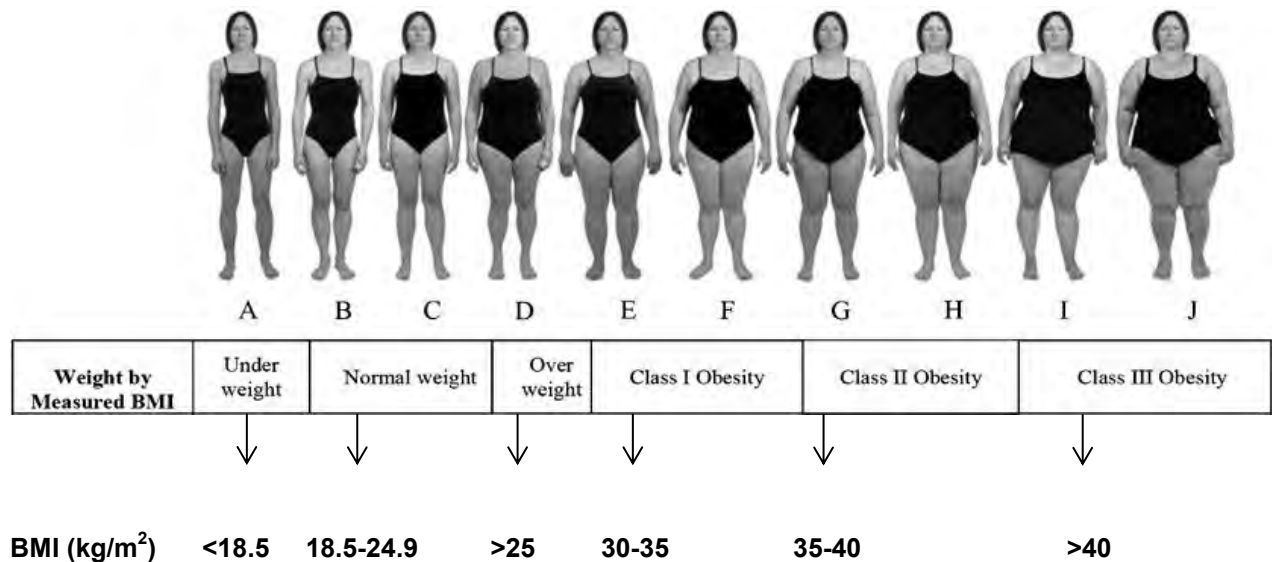 A B C D E F G H I J
Weight by Measured BMI
Under weight
Normal weight
Over weight
Class I Obesity
Class II Obesity
Class III Obesity
BMI (kg/m²) <18.5 18.5-24.9 >25 30-35 35-40 >40